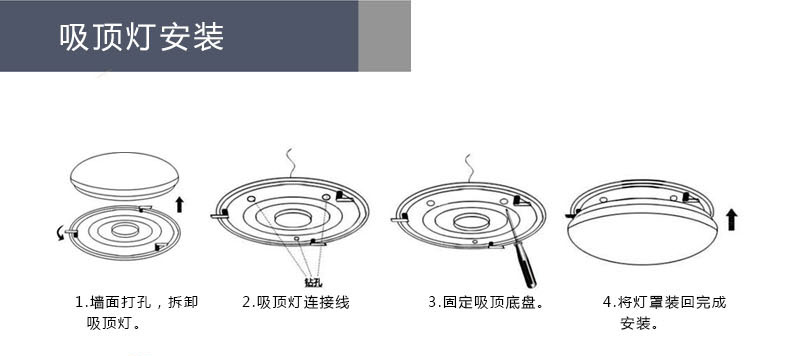 吸顶灯安装
钻孔
1.墙面打孔，拆卸
吸顶灯。
2.吸顶灯连接线
3.固定吸顶底盘。
4.将灯罩装回完成
安装。